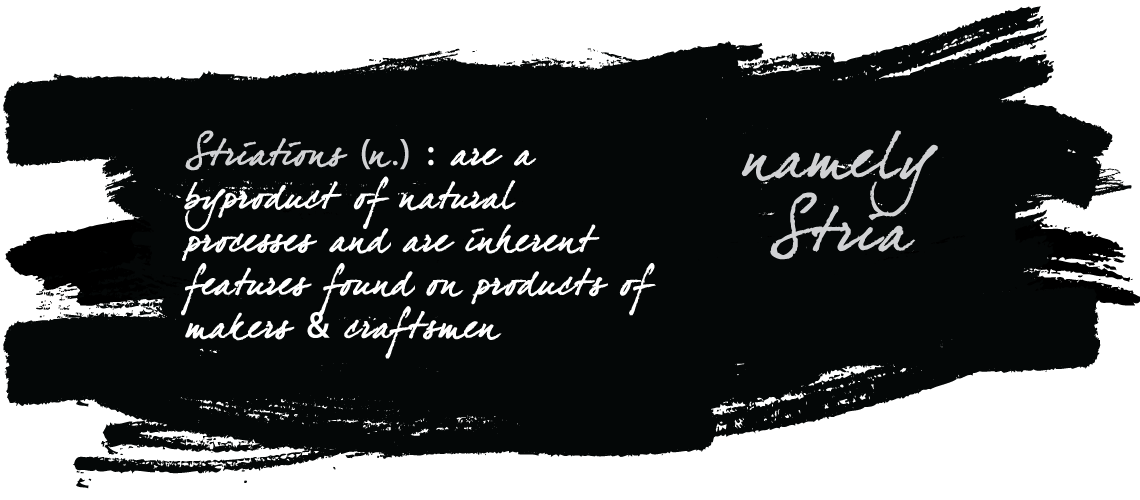 Striations (n.) : are a
byproduct of natural
processes and are inherent
features found on products of
makers & craftsmen
namely
Stria